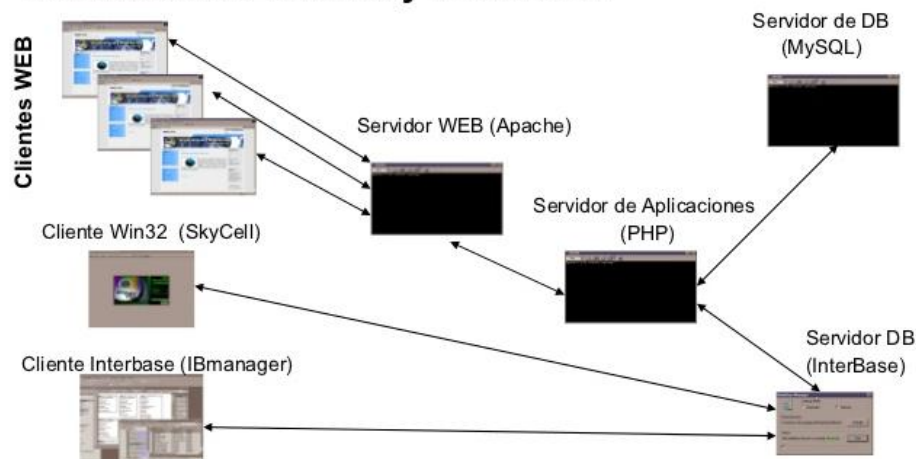 Servidor de DB
(MySQL)
Clientes WEB
Servidor WEB (Apache)
Servidor de Aplicaciones
(PHP)
Cliente Win32 (SkyCell)
Servidor DB
(InterBase)
Cliente Interbase (IBmanager)